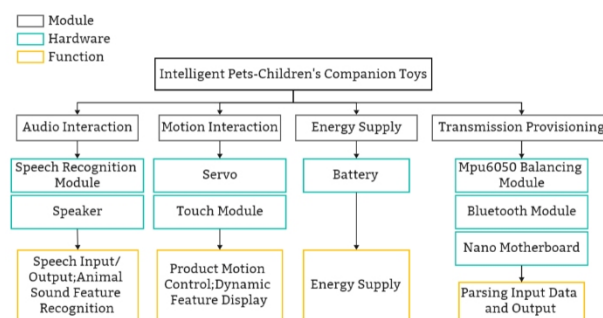 Module
Hardware
Function
Intelligent Pets-Children's Companion Toys
Audio Interaction
Motion Interaction
Energy Supply
Transmission Provisioning
Speech Recognition
Module
Servo
Battery
Mpu6050 Balancing
Module
Speaker
Touch Module
Bluetooth Module
Nano Motherboard
Speech Input/
Output;Animal
Sound Feature
Recognition
Product Motion
Control;Dynamic
Feature Display
Energy Supply
Parsing Input Data
and Output